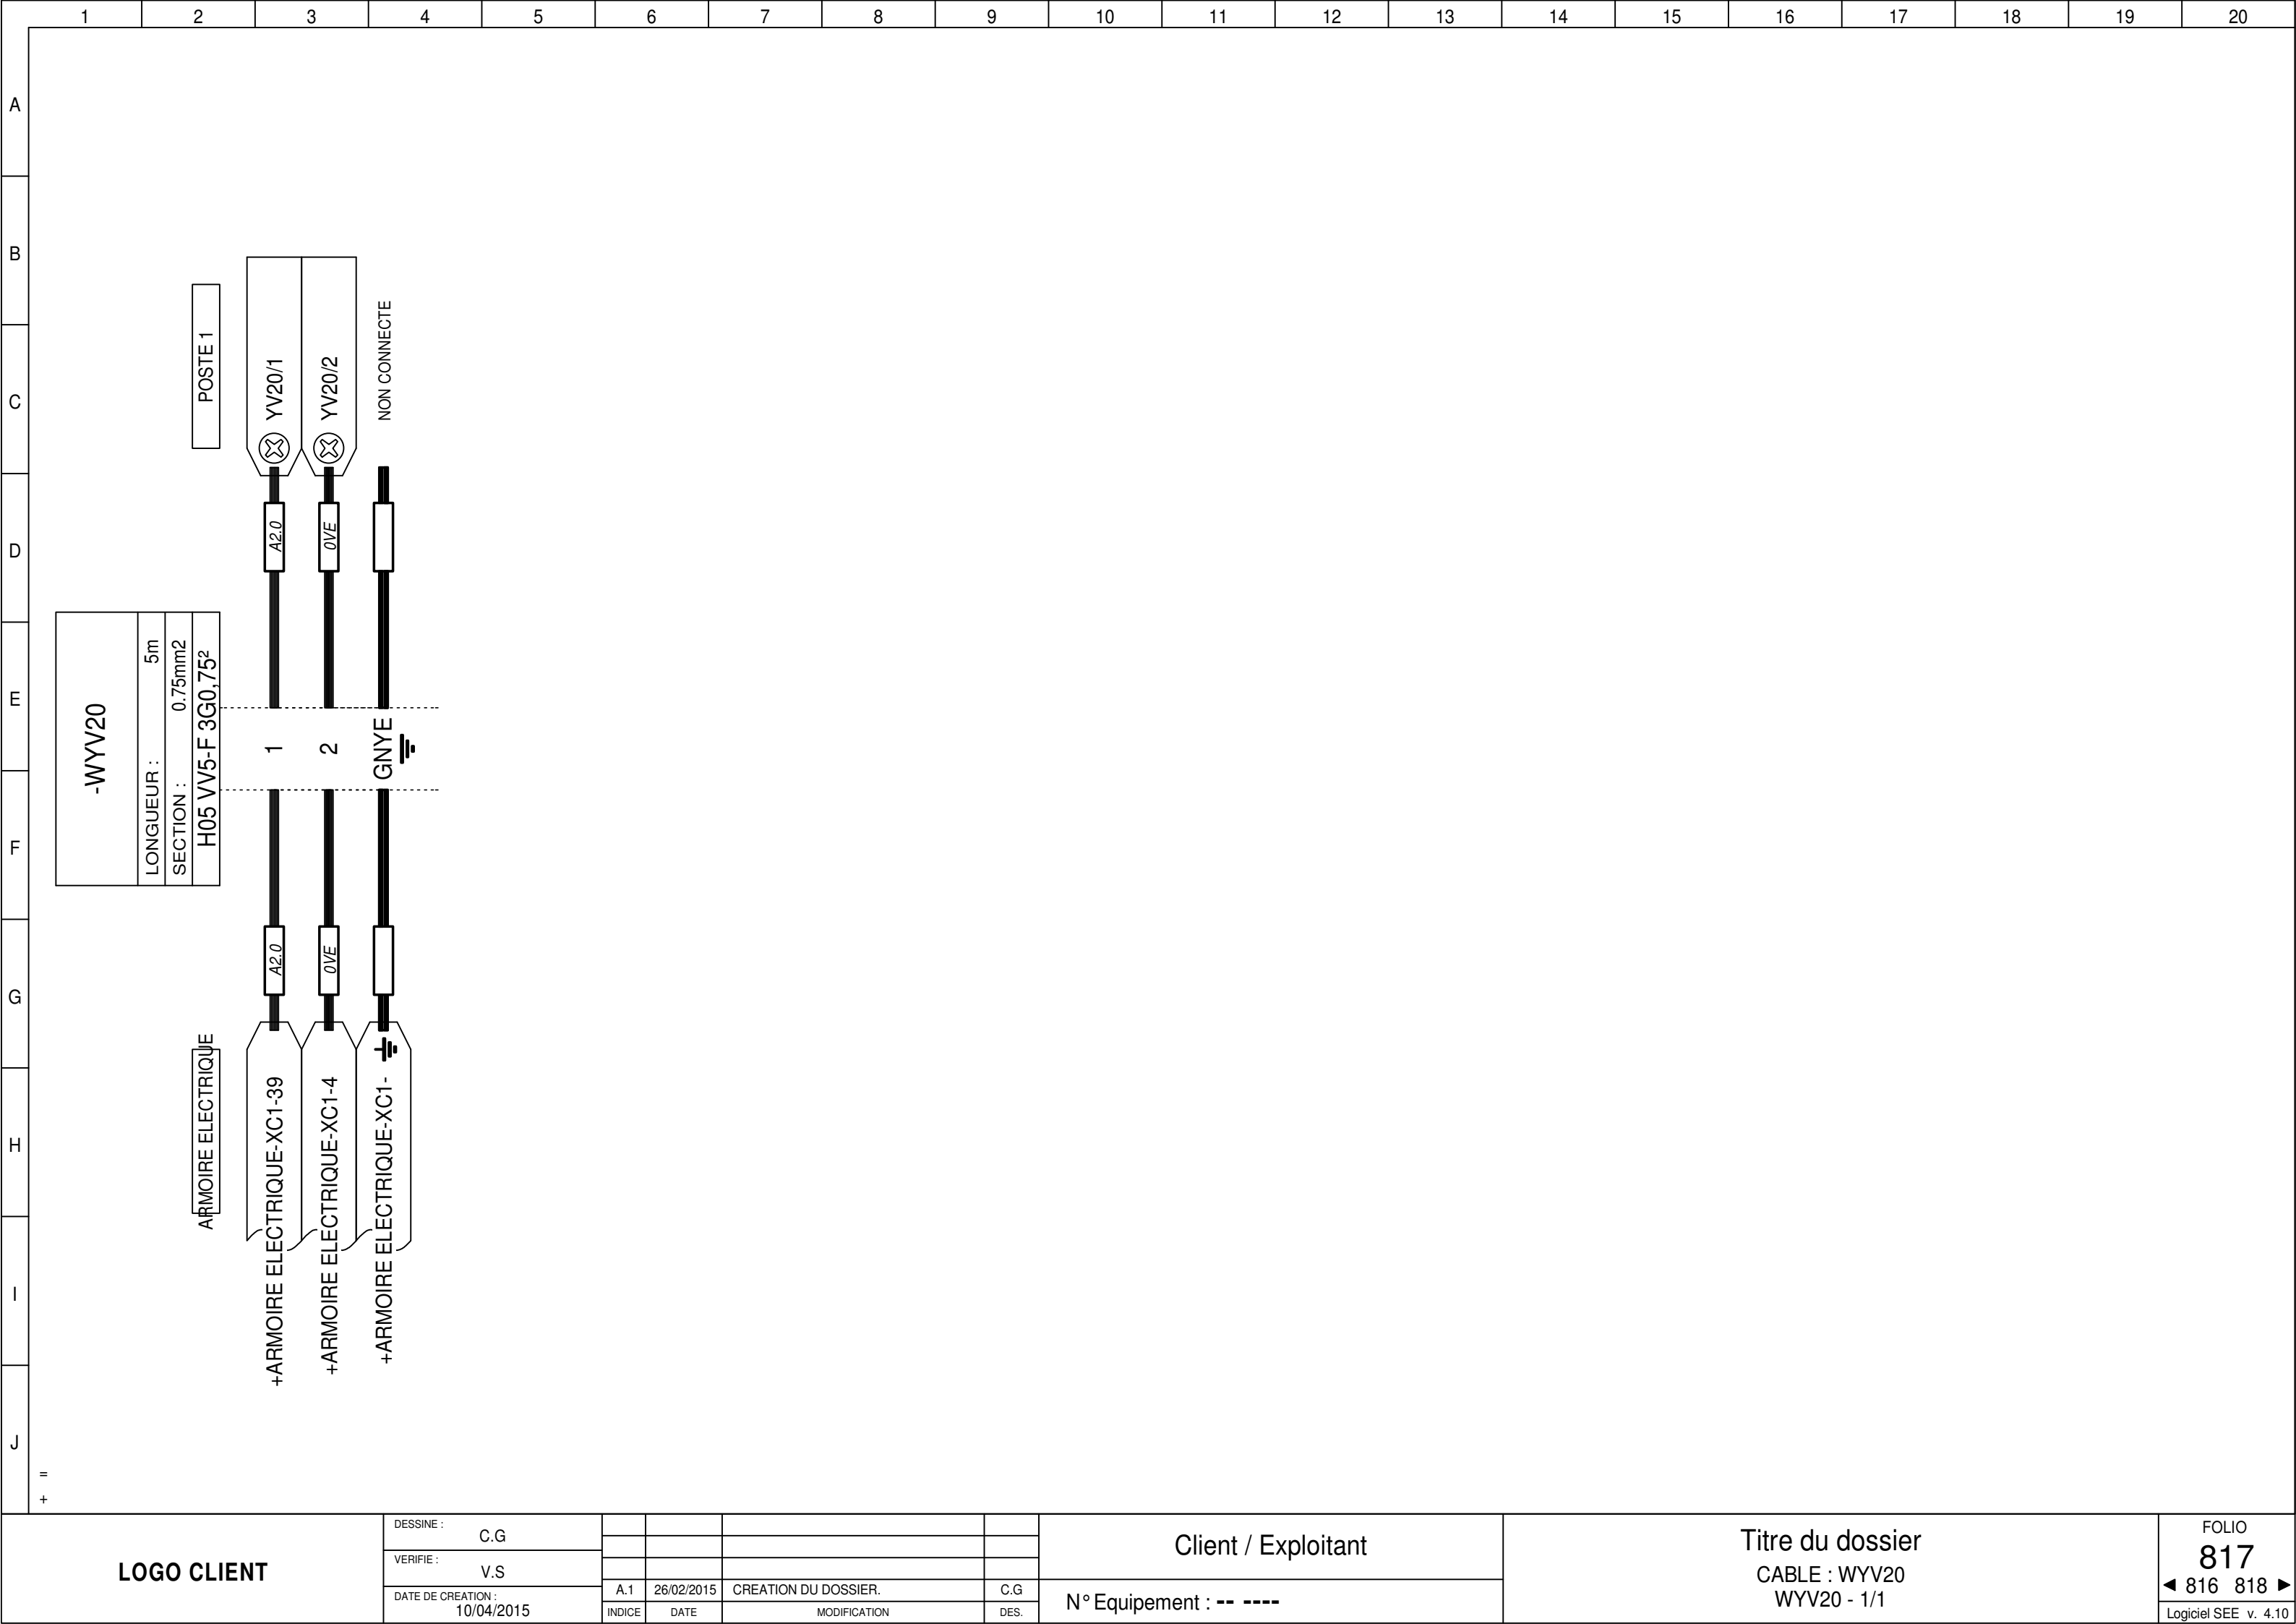 1 2 3 4 5 6 7 8 9 10 11 12 13 14 15 16 17 18 19 20
A
B
C
D
E
F
G
H
I
J
-WYV20
LONGUEUR : 5m
SECTION : 0.75mm2
H05 VV5-F 3G0,75²
POSTE 1
YV20/1
YV20/2
NON CONNECTE
A2.0
0VE
1
2
GNYE
A2.0
0VE
ARMOIRE ELECTRIQUE
+ARMOIRE ELECTRIQUE-XC1-39
+ARMOIRE ELECTRIQUE-XC1-4
+ARMOIRE ELECTRIQUE-XC1-
=
+
LOGO CLIENT
DESSINE :
C.G
VERIFIE :
V.S
DATE DE CREATION :
10/04/2015
A.1 26/02/2015 CREATION DU DOSSIER. C.G
INDICE DATE MODIFICATION DES.
Client / Exploitant
N° Equipement : -- ----
Titre du dossier
CABLE : WYV20
WYV20 - 1/1
FOLIO
817
◄ 816 818 ►
Logiciel SEE v. 4.10